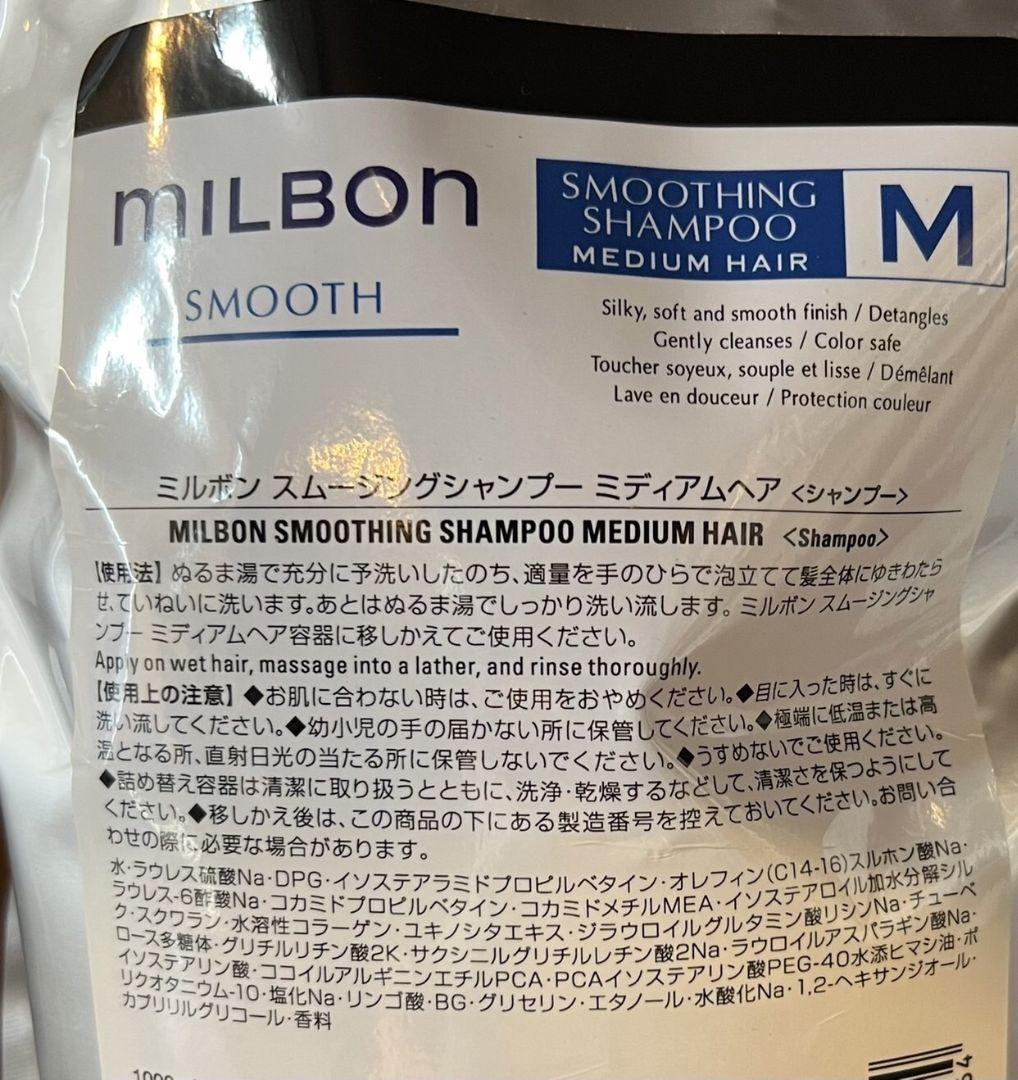 MILBON
SMOOTH
SMOOTHING
SHAMPOO
MEDIUM HAIR
M
Silky, soft and smooth finish / Detangles
Gently cleanses / Color safe
Toucher soyeux, souple et lisse / Démêlant
Lave en douceur / Protection couleur
ミルボン スムージングシャンプー ミディアムヘア <シャンプー>
MILBON SMOOTHING SHAMPOO MEDIUM HAIR <Shampoo>
【使用法】ぬるま湯で充分に予洗いしたのち、適量を手のひらで泡立てて髪全体にゆきわたら
せ、ていねいに洗います。あとはぬるま湯でしっかり洗い流します。ミルボン スムージングシャ
ンプー ミディアムヘア容器に移しかえてご使用ください。
Apply on wet hair, massage into a lather, and rinse thoroughly.
【使用上の注意】◆お肌に合わない時は、ご使用をおやめください。◆目に入った時は、すぐに
洗い流してください。◆幼小児の手の届かない所に保管してください。◆極端に低温または高
温となる所、直射日光の当たる所に保管しないでください。◆うすめないでご使用ください。
◆詰め替え容器は清潔に取り扱うとともに、洗浄・乾燥するなどして、清潔さを保つようにして
ください。◆移しかえ後は、この商品の下にある製造番号を控えておいてください。お問い合
わせの際に必要な場合があります。
水・ラウレス硫酸Na・DPG・イソステアラミドプロピルベタイン・オレフィン(C14-16)スルホン酸Na・
ラウレス-6酢酸Na・コカミドプロピルベタイン・コカミドメチルMEA・イソステアロイル加水分解シル
ク・スクワラン・水溶性コラーゲン・ユキノシタエキス・ジラウロイルグルタミン酸リシンNa・チューベ
ロース多糖体・グリチルリチン酸2K・サクシニルグリチルレチン酸2Na・ラウロイルアスパラギン酸Na・
イソステアリン酸・ココイルアルギニンエチルPCA・PCAイソステアリン酸PEG-40水添ヒマシ油・ポ
リクオタニウム-10・塩化Na・リンゴ酸・BG・グリセリン・エタノール・水酸化Na・1,2-ヘキサンジオール・
カプリリルグリコール・香料